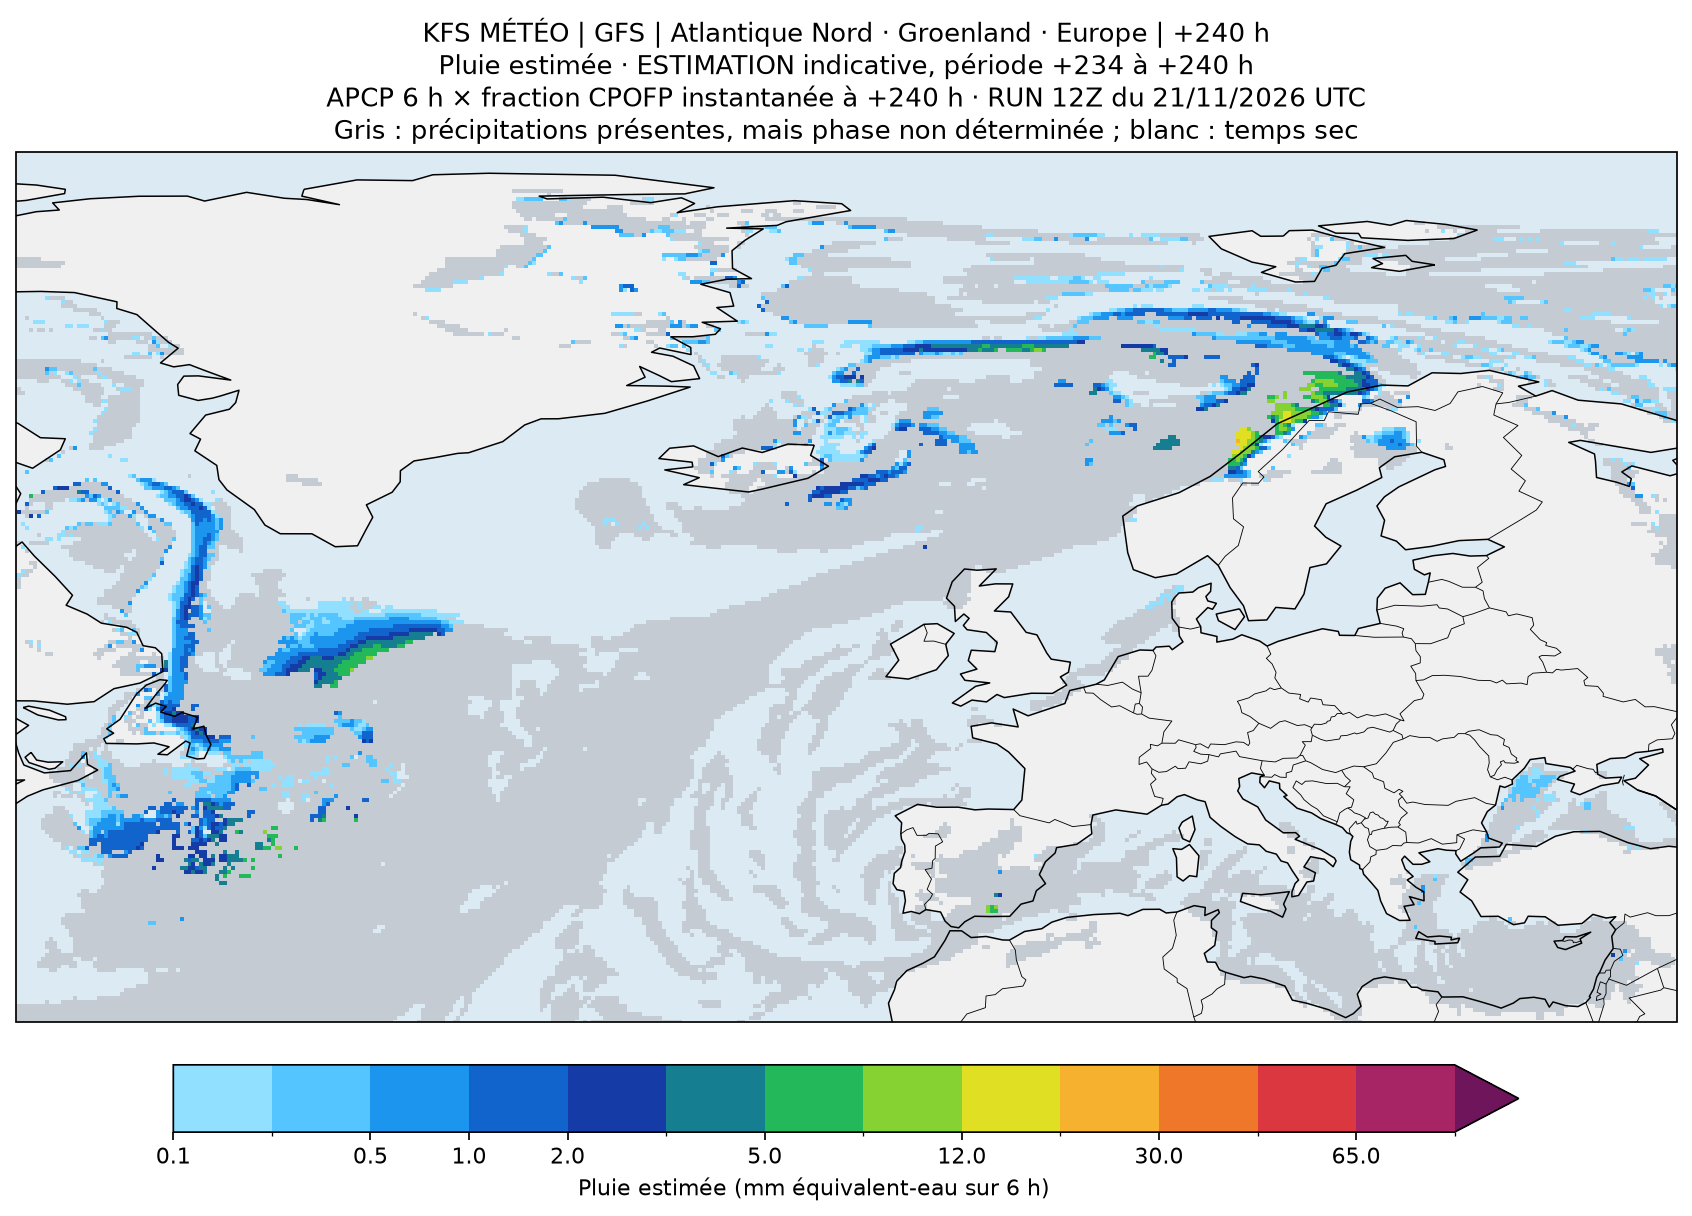 KFS MÉTÉO | GFS | Atlantique Nord · Groenland · Europe | +240 h
Pluie estimée · ESTIMATION indicative, période +234 à +240 h
APCP 6 h × fraction CPOFP instantanée à +240 h · RUN 12Z du 21/11/2026 UTC
Gris : précipitations présentes, mais phase non déterminée ; blanc : temps sec
0.1 0.5 1.0 2.0 5.0 12.0 30.0 65.0
Pluie estimée (mm équivalent-eau sur 6 h)